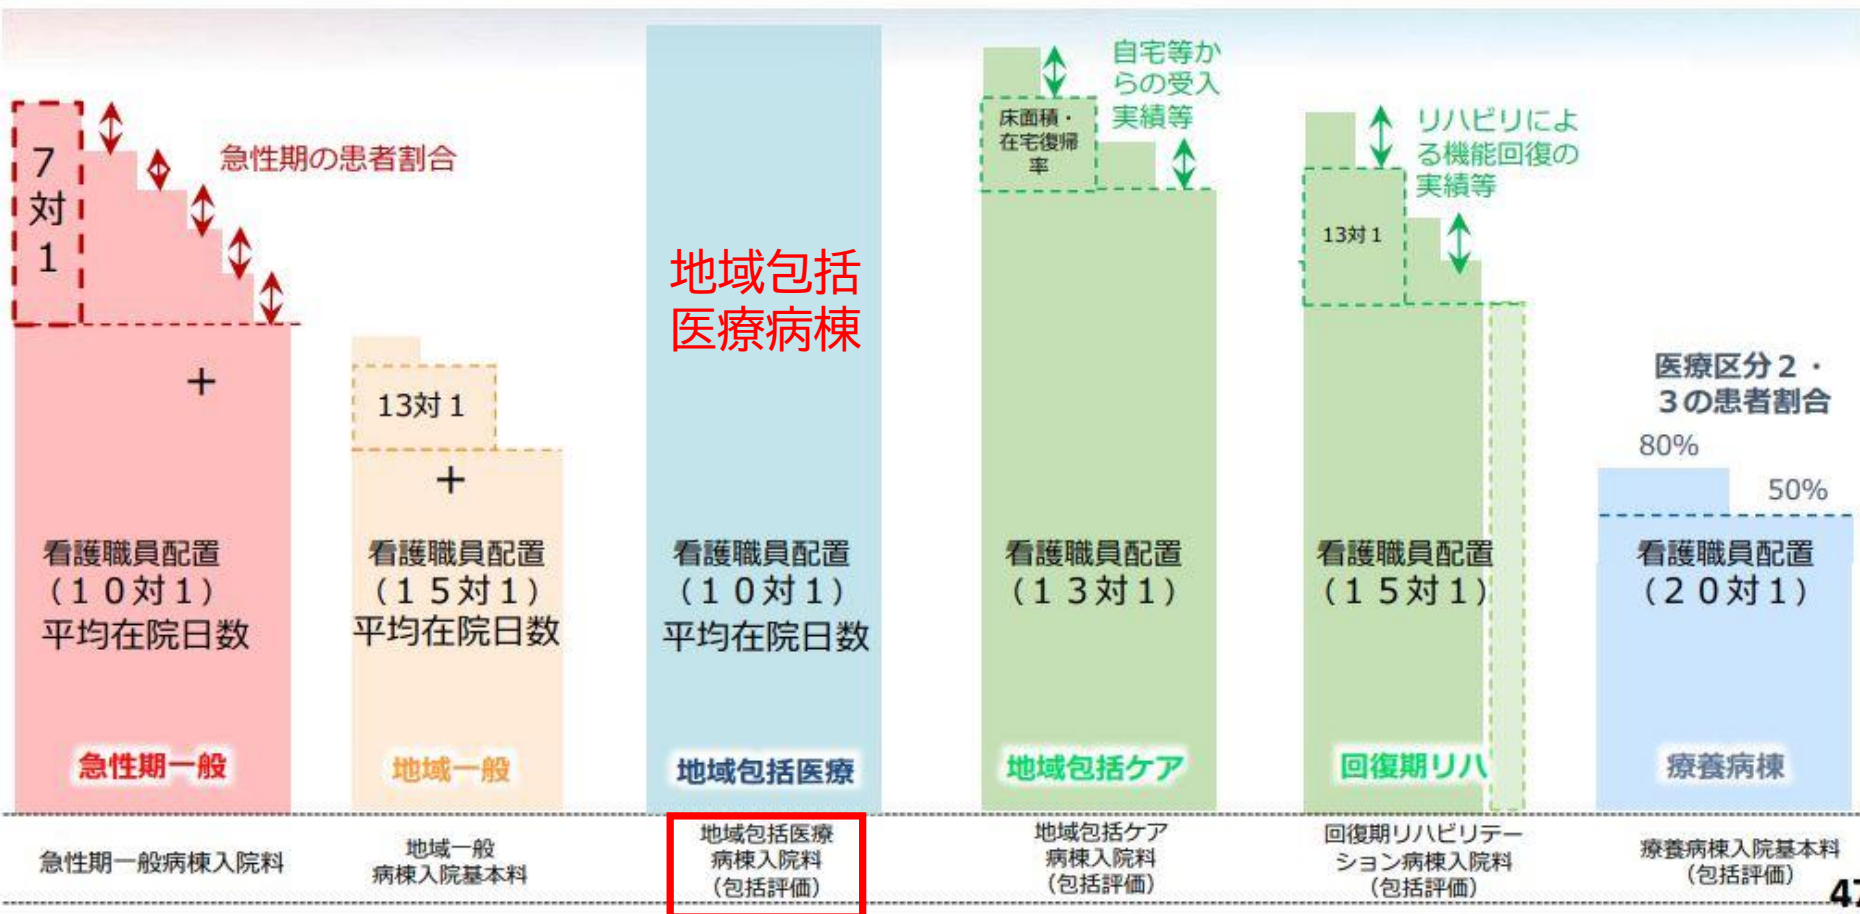 7
対
1
急性期の患者割合
+
看護職員配置
(10対1)
平均在院日数
急性期一般
急性期一般病棟入院料
13対1
+
看護職員配置
(15対1)
平均在院日数
地域一般
地域一般
病棟入院基本料
地域包括
医療病棟
看護職員配置
(10対1)
平均在院日数
地域包括医療
地域包括医療
病棟入院料
(包括評価)
自宅等か
らの受入
実績等
床面積・
在宅復帰
率
看護職員配置
(13対1)
地域包括ケア
地域包括ケア
病棟入院料
(包括評価)
リハビリによ
る機能回復の
実績等
13対1
看護職員配置
(15対1)
回復期リハ
回復期リハビリテー
ション病棟入院料
(包括評価)
医療区分2・
3の患者割合
80%
50%
看護職員配置
(20対1)
療養病棟
療養病棟入院基本料
(包括評価)
47